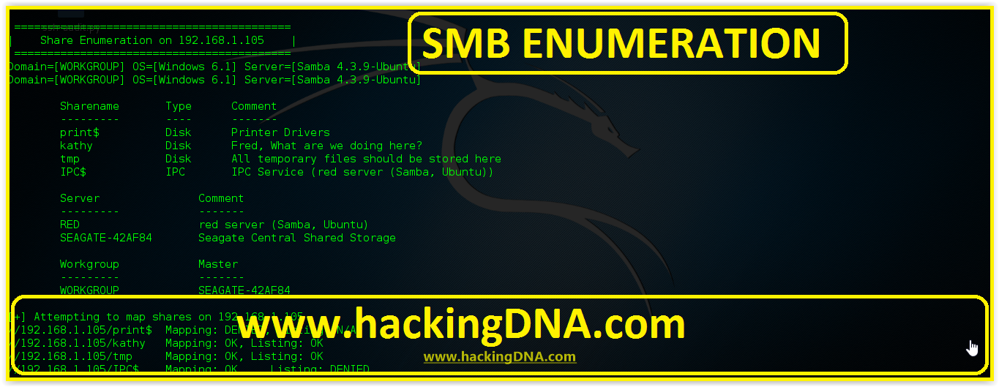 SMB ENUMERATION
==========================================
|    Share Enumeration on 192.168.1.105    |
==========================================
Domain=[WORKGROUP] OS=[Windows 6.1] Server=[Samba 4.3.9-Ubuntu]
Domain=[WORKGROUP] OS=[Windows 6.1] Server=[Samba 4.3.9-Ubuntu]
Sharename       Type      Comment
---------       ----      -------
print$          Disk      Printer Drivers
kathy           Disk      Fred, What are we doing here?
tmp             Disk      All temporary files should be stored here
IPC$            IPC       IPC Service (red server (Samba, Ubuntu))
Server               Comment
---------            -------
RED                  red server (Samba, Ubuntu)
SEAGATE-42AF84       Seagate Central Shared Storage
Workgroup            Master
---------            -------
WORKGROUP            SEAGATE-42AF84
[+] Attempting to map shares on 192.168.1.105
www.hackingDNA.com
//192.168.1.105/print$  Mapping: DENIED, Listing: N/A
//192.168.1.105/kathy   Mapping: OK, Listing: OK
//192.168.1.105/tmp     Mapping: OK, Listing: OK
www.hackingDNA.com
//192.168.1.105/IPC$    Mapping: OK     Listing: DENIED